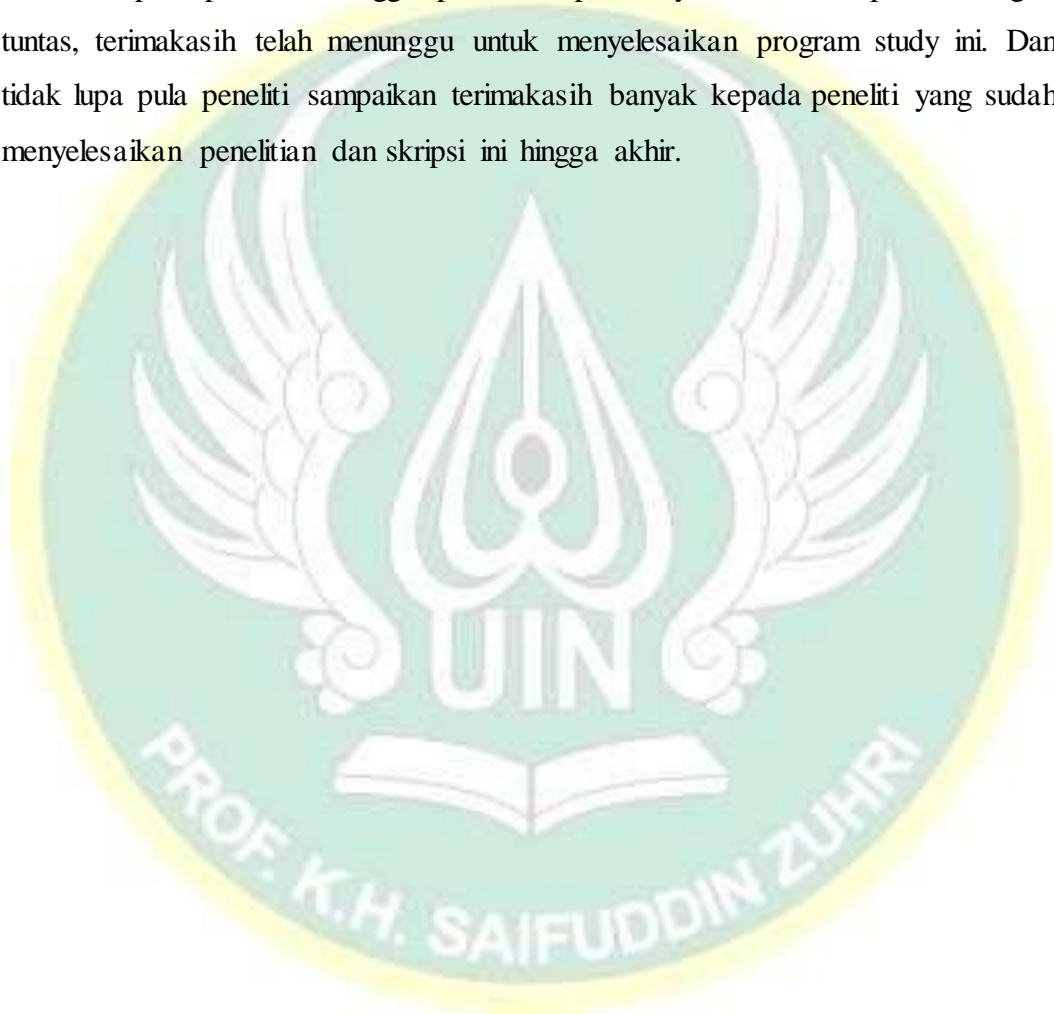 tuntas, terimakasih telah menunggu untuk menyelesaikan program study ini. Dan
tidak lupa pula peneliti sampaikan terimakasih banyak kepada peneliti yang sudah
menyelesaikan penelitian dan skripsi ini hingga akhir.
UIN
PROF. K.H. SAIFUDDIN ZUHRI